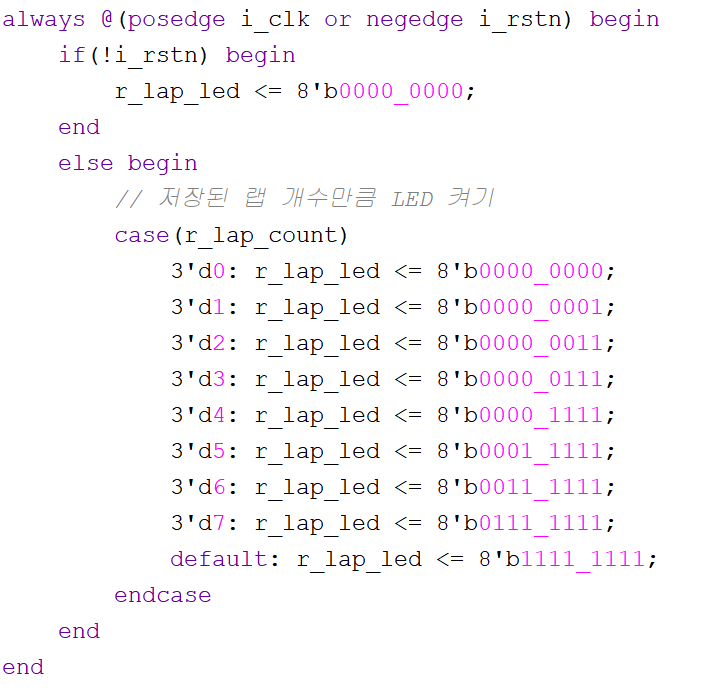 always @(posedge i_clk or negedge i_rstn) begin
    if(!i_rstn) begin
        r_lap_led <= 8'b0000_0000;
    end
    else begin
        // 저장된 랩 개수만큼 LED 켜기
        case(r_lap_count)
            3'd0: r_lap_led <= 8'b0000_0000;
            3'd1: r_lap_led <= 8'b0000_0001;
            3'd2: r_lap_led <= 8'b0000_0011;
            3'd3: r_lap_led <= 8'b0000_0111;
            3'd4: r_lap_led <= 8'b0000_1111;
            3'd5: r_lap_led <= 8'b0001_1111;
            3'd6: r_lap_led <= 8'b0011_1111;
            3'd7: r_lap_led <= 8'b0111_1111;
            default: r_lap_led <= 8'b1111_1111;
        endcase
    end
end